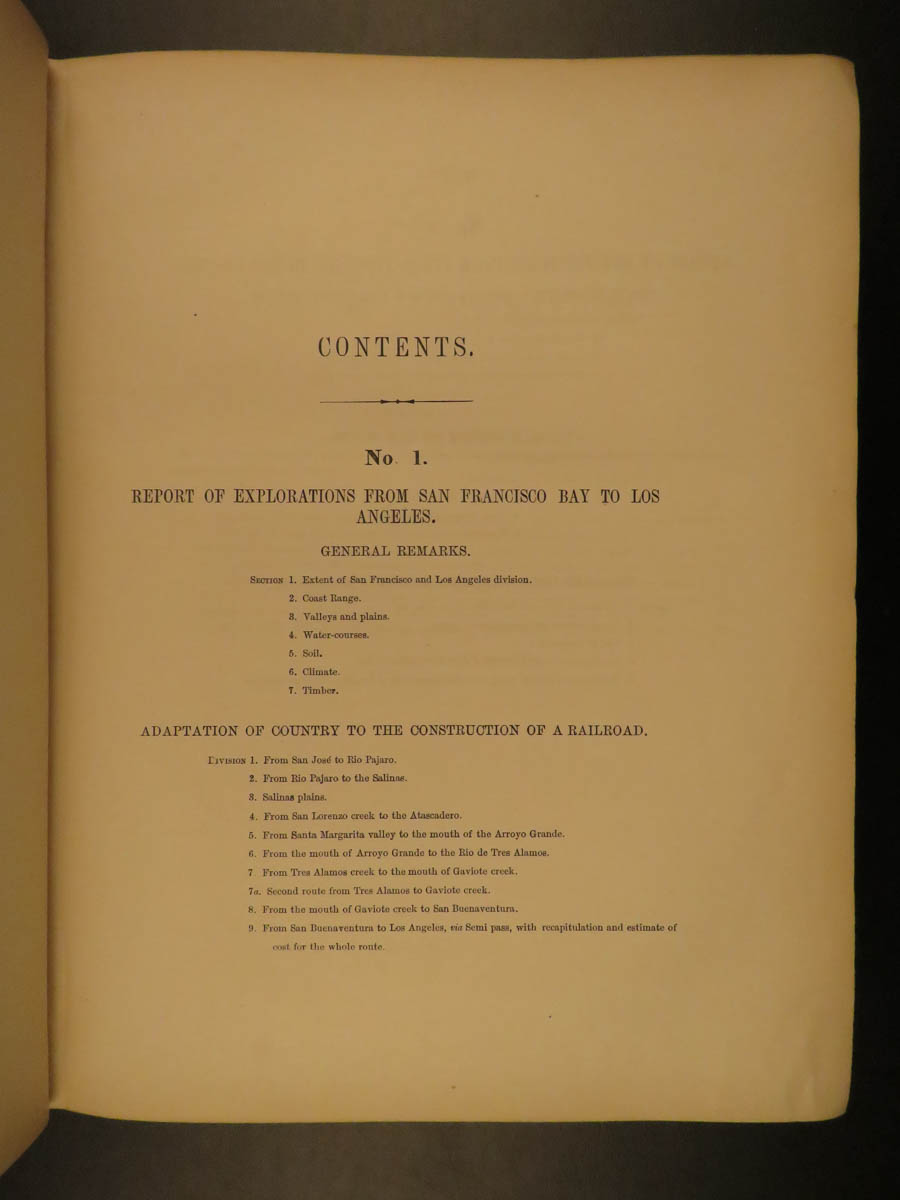 CONTENTS.
No. 1.
REPORT OF EXPLORATIONS FROM SAN FRANCISCO BAY TO LOS
ANGELES.
GENERAL REMARKS.
SECTION 1. Extent of San Francisco and Los Angeles division.
2. Coast Range.
3. Valleys and plains.
4. Water-courses.
5. Soil.
6. Climate.
7. Timber.
ADAPTATION OF COUNTRY TO THE CONSTRUCTION OF A RAILROAD.
DIVISION 1. From San José to Rio Pajaro.
2. From Rio Pajaro to the Salinas.
3. Salinas plains.
4. From San Lorenzo creek to the Atascadero.
5. From Santa Margarita valley to the mouth of the Arroyo Grande.
6. From the mouth of Arroyo Grande to the Rio de Tres Alamos.
7 From Tres Alamos creek to the mouth of Gaviote creek.
7a. Second route from Tres Alamos to Gaviote creek.
8. From the mouth of Gaviote creek to San Buenaventura.
9. From San Buenaventura to Los Angeles, via Semi pass, with recapitulation and estimate of
cost for the whole route.